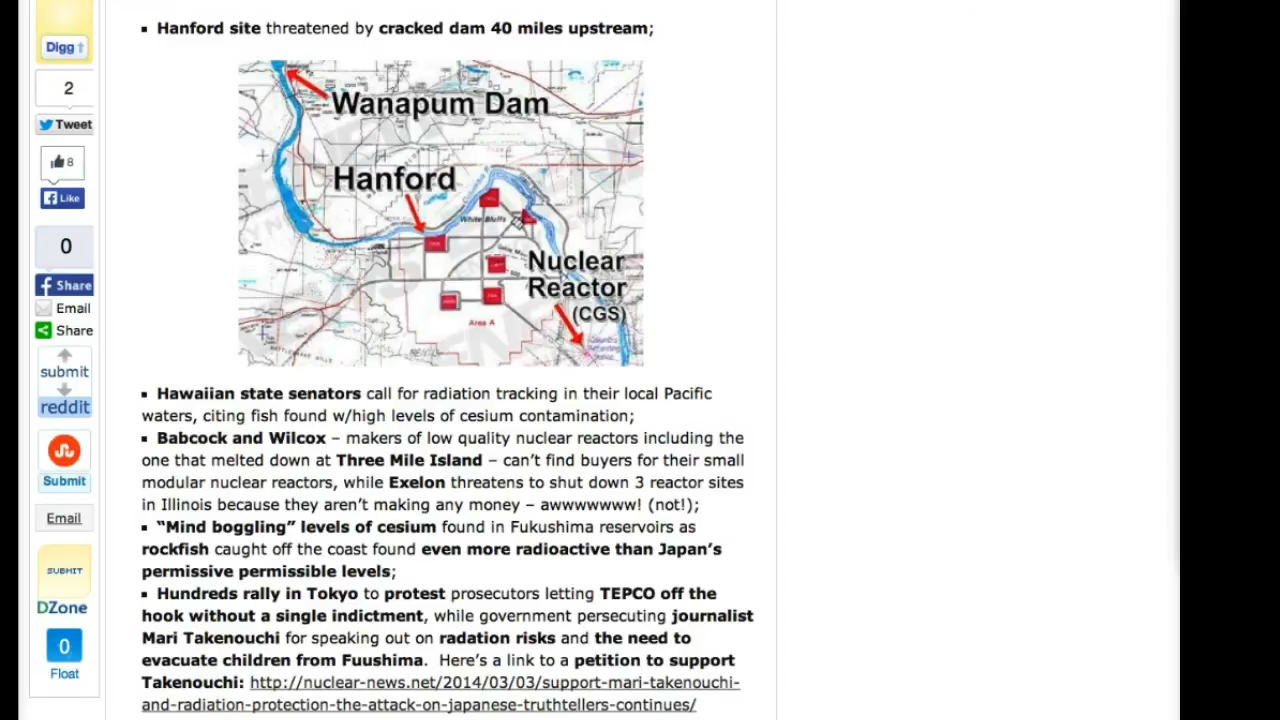 Digg
2
Tweet
8
Like
0
Share
Email
Share
submit
reddit
Submit
Email
SUBMIT
DZone
0
Float
▪ Hanford site threatened by cracked dam 40 miles upstream;
Wanapum Dam
Hanford
White Bluffs
Nuclear
Reactor
(CGS)
Area A
▪ Hawaiian state senators call for radiation tracking in their local Pacific
waters, citing fish found w/high levels of cesium contamination;
▪ Babcock and Wilcox – makers of low quality nuclear reactors including the
one that melted down at Three Mile Island – can't find buyers for their small
modular nuclear reactors, while Exelon threatens to shut down 3 reactor sites
in Illinois because they aren't making any money – awwwwwww! (not!);
▪ “Mind boggling” levels of cesium found in Fukushima reservoirs as
rockfish caught off the coast found even more radioactive than Japan's
permissive permissible levels;
▪ Hundreds rally in Tokyo to protest prosecutors letting TEPCO off the
hook without a single indictment, while government persecuting journalist
Mari Takenouchi for speaking out on radation risks and the need to
evacuate children from Fuushima.  Here's a link to a petition to support
Takenouchi: http://nuclear-news.net/2014/03/03/support-mari-takenouchi-
and-radiation-protection-the-attack-on-japanese-truthtellers-continues/